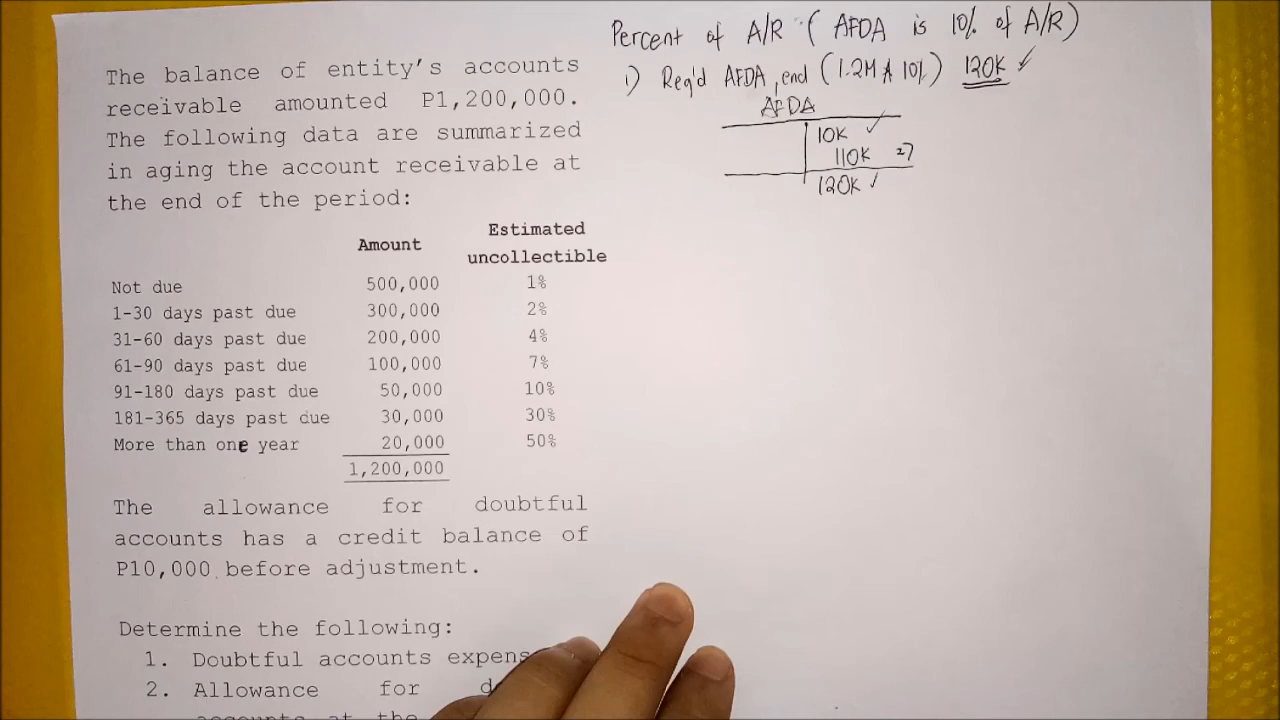 The balance of entity's accounts
receivable amounted P1,200,000.
The following data are summarized
in aging the account receivable at
the end of the period:
Amount Estimated uncollectible
Not due 500,000 1%
1-30 days past due 300,000 2%
31-60 days past due 200,000 4%
61-90 days past due 100,000 7%
91-180 days past due 50,000 10%
181-365 days past due 30,000 30%
More than one year 20,000 50%
1,200,000
The allowance for doubtful
accounts has a credit balance of
P10,000 before adjustment.
Determine the following:
1. Doubtful accounts expens
2. Allowance for
accounts at the
Percent of A/R (AFDA is 10% of A/R)
1) Req'd AFDA, end (1.2M 10%) 120K ✓
AFDA
10K ✓
110K
120K ✓